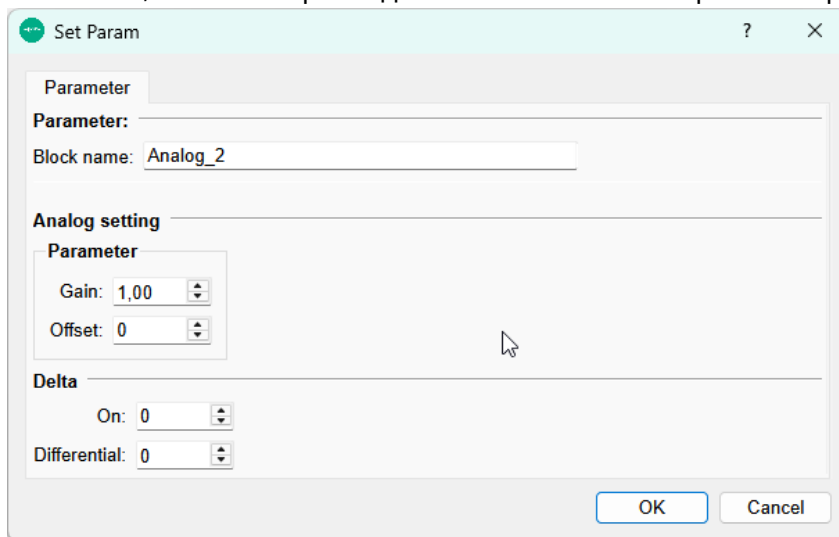 Set Param ?
Parameter
Parameter:
Block name: Analog_2
Analog setting
Parameter
Gain: 1,00
Offset: 0
Delta
On: 0
Differential: 0
OK Cancel